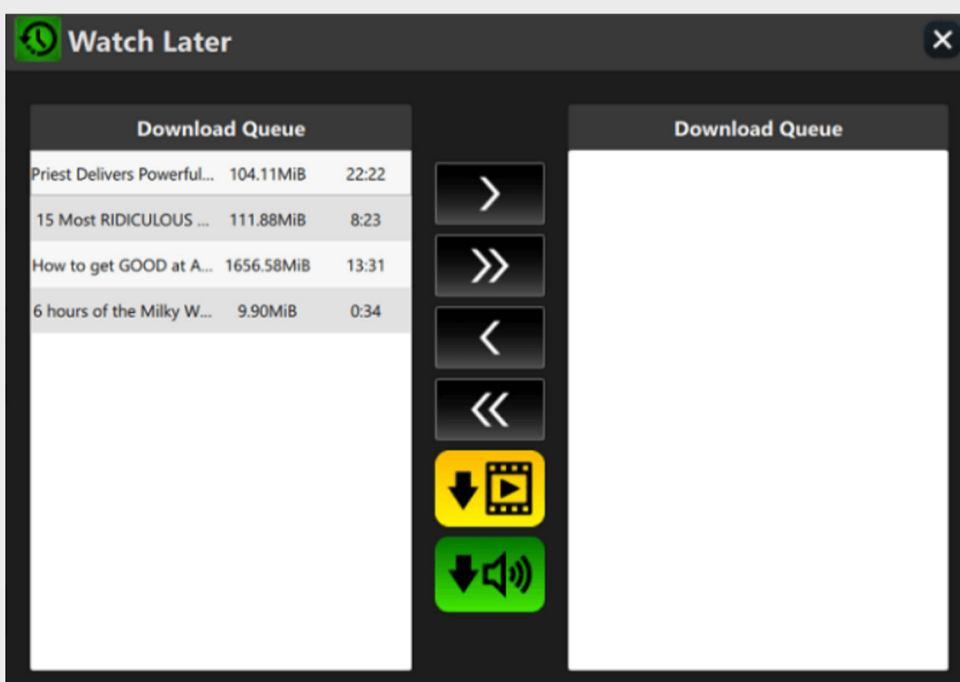 Watch Later
Download Queue
Priest Delivers Powerful... 104.11MiB 22:22
15 Most RIDICULOUS ... 111.88MiB 8:23
How to get GOOD at A... 1656.58MiB 13:31
6 hours of the Milky W... 9.90MiB 0:34
Download Queue